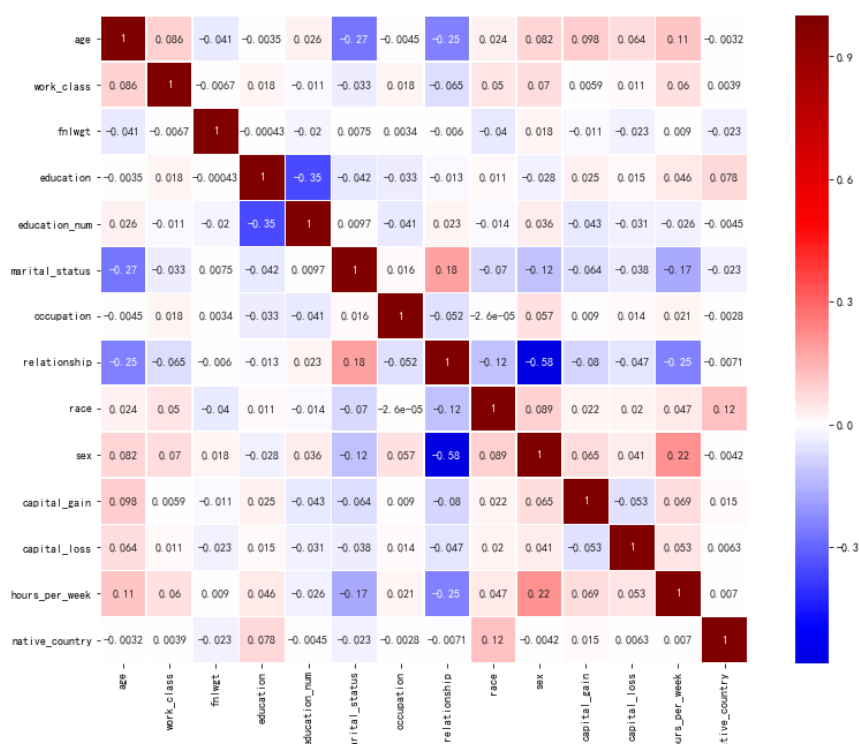 age 1 0.086 -0.041 -0.0035 0.026 -0.27 -0.0045 -0.25 0.024 0.082 0.098 0.064 0.11 -0.0032
work_class 0.086 1 -0.0067 0.018 -0.011 -0.033 0.018 -0.065 0.05 0.07 0.0059 0.011 0.06 0.0039
fnlwgt -0.041 -0.0067 1 -0.00043 -0.02 0.0075 0.0034 -0.006 -0.04 0.018 -0.011 -0.023 0.009 -0.023
education -0.0035 0.018 -0.00043 1 -0.35 -0.042 -0.033 -0.013 0.011 -0.028 0.025 0.015 0.046 0.078
education_num 0.026 -0.011 -0.02 -0.35 1 0.0097 -0.041 0.023 -0.014 0.036 -0.043 -0.031 -0.026 -0.0045
marital_status -0.27 -0.033 0.0075 -0.042 0.0097 1 0.016 0.18 -0.07 -0.12 -0.064 -0.038 -0.17 -0.023
occupation -0.0045 0.018 0.0034 -0.033 -0.041 0.016 1 -0.052 -2.6e-05 0.057 0.009 0.014 0.021 -0.0028
relationship -0.25 -0.065 -0.006 -0.013 0.023 0.18 -0.052 1 -0.12 -0.58 -0.08 -0.047 -0.25 -0.0071
race 0.024 0.05 -0.04 0.011 -0.014 -0.07 -2.6e-05 -0.12 1 0.089 0.022 0.02 0.047 0.12
sex 0.082 0.07 0.018 -0.028 0.036 -0.12 0.057 -0.58 0.089 1 0.065 0.041 0.22 -0.0042
capital_gain 0.098 0.0059 -0.011 0.025 -0.043 -0.064 0.009 -0.08 0.022 0.065 1 -0.053 0.069 0.015
capital_loss 0.064 0.011 -0.023 0.015 -0.031 -0.038 0.014 -0.047 0.02 0.041 -0.053 1 0.053 0.0063
hours_per_week 0.11 0.06 0.009 0.046 -0.026 -0.17 0.021 -0.25 0.047 0.22 0.069 0.053 1 0.007
native_country -0.0032 0.0039 -0.023 0.078 -0.0045 -0.023 -0.0028 -0.0071 0.12 -0.0042 0.015 0.0063 0.007 1
age
work_class
fnlwgt
education
education_num
arital_status
occupation
relationship
race
sex
capital_gain
capital_loss
urs_per_week
tive_country
0.9
0.6
0.3
0.0
-0.3